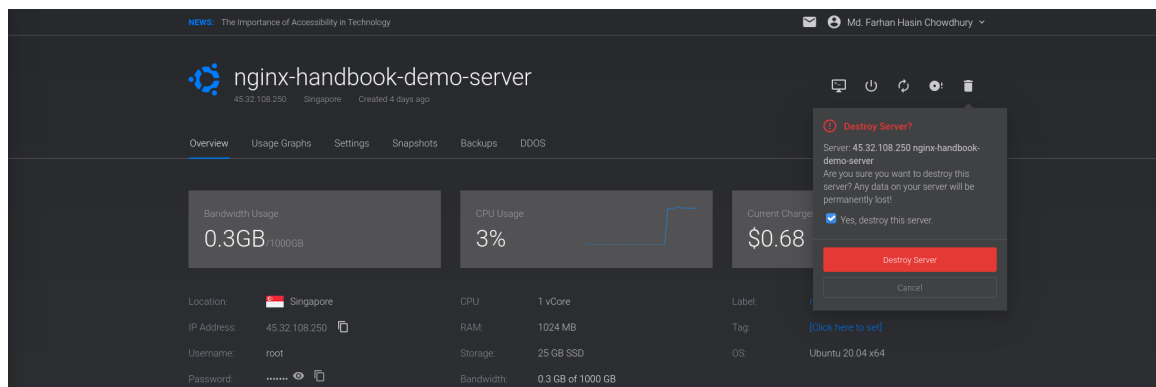 NEWS: The Importance of Accessibility in Technology
Md. Farhan Hasin Chowdhury
nginx-handbook-demo-server
45.32.108.250 Singapore Created 4 days ago
Overview Usage Graphs Settings Snapshots Backups DDOS
Destroy Server?
Server: 45.32.108.250 nginx-handbook-
demo-server
Are you sure you want to destroy this
server? Any data on your server will be
permanently lost!
Yes, destroy this server.
Destroy Server
Cancel
Bandwidth Usage
0.3GB/1000GB
CPU Usage
3%
Current Charge
$0.68
Location: Singapore
CPU: 1 vCore
Label:
IP Address: 45.32.108.250
RAM: 1024 MB
Tag: [Click here to set]
Username: root
Storage: 25 GB SSD
OS: Ubuntu 20.04 x64
Password: .......
Bandwidth: 0.3 GB of 1000 GB